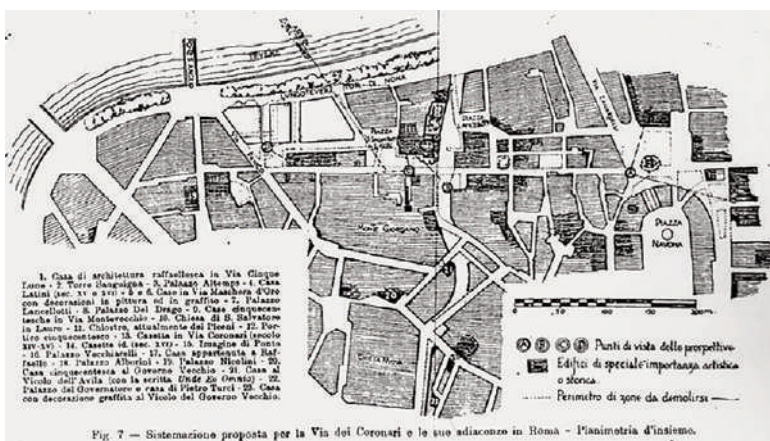 TEVERE
LUNGOTEVERE TOR DI NONA
PIAZZA
NAVONA
MONTE GIORDANO
1. Casa di architettura raffaellesca in Via Cinque
Lune - 2. Torre Sanguigna - 3. Palazzo Altemps - 4. Casa
Latini (sec. XV e XVI) - 5 e 6. Case in Via Maschera d'Oro
con decorazioni in pittura ed in graffito - 7. Palazzo
Lancellotti - 8. Palazzo Del Drago - 9. Case cinquecen-
tesche in Via Montevecchio - 10. Chiesa di S. Salvatore
in Lauro - 11. Chiostro, attualmente dei Piceni - 12. Por-
tico cinquecentesco - 13. Casetta in Via Coronari (secolo
XIV-XV) - 14. Casette id. (sec. XVI) - 15. Imagine di Ponte
- 16. Palazzo Vecchiarelli - 17. Casa appartenuta a Raf-
faello - 18. Palazzo Alborini - 19. Palazzo Nicolini - 20.
Casa cinquecentesca al Governo Vecchio - 21. Casa al
Vicolo dell'Avila (con la scritta Unde Eo Omnia) - 22.
Palazzo del Governatore e casa di Pietro Turci - 23. Casa
con decorazione graffita al Vicolo del Governo Vecchio.
A B C D Punti di vista delle prospettive
Edifici di speciale importanza artistica
o storica.
Perimetro di zone da demolirsi
Fig. 7 — Sistemazione proposta per la Via dei Coronari e le sue adiacenze in Roma - Planimetria d'insieme.